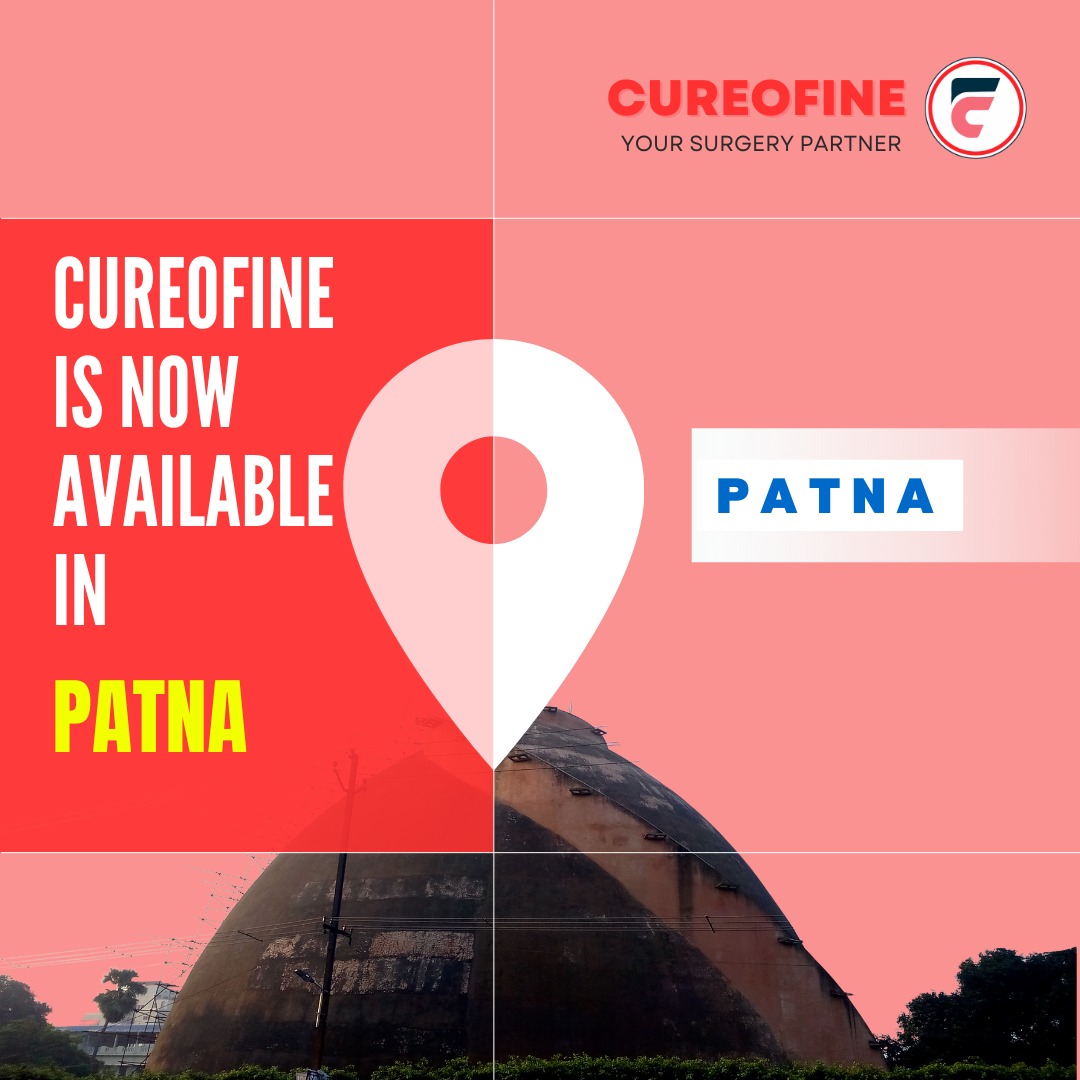 CUREOFINE
YOUR SURGERY PARTNER
CUREOFINE
IS NOW
AVAILABLE
IN
PATNA
PATNA